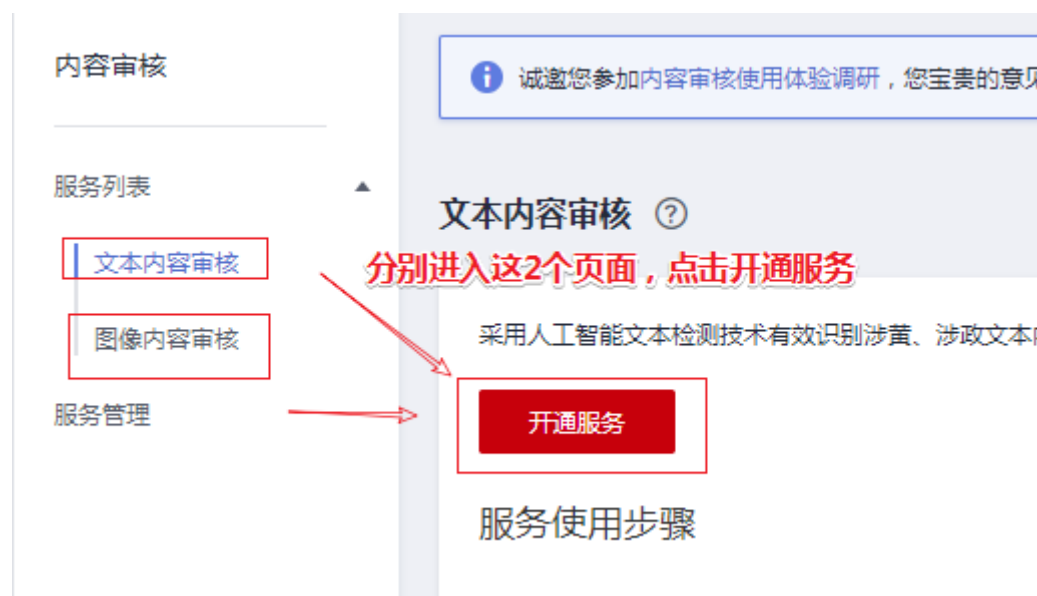 内容审核
诚邀您参加内容审核使用体验调研，您宝贵的意见
服务列表
文本内容审核
图像内容审核
服务管理
文本内容审核 ?
分别进入这2个页面，点击开通服务
采用人工智能文本检测技术有效识别涉黄、涉政文本
开通服务
服务使用步骤